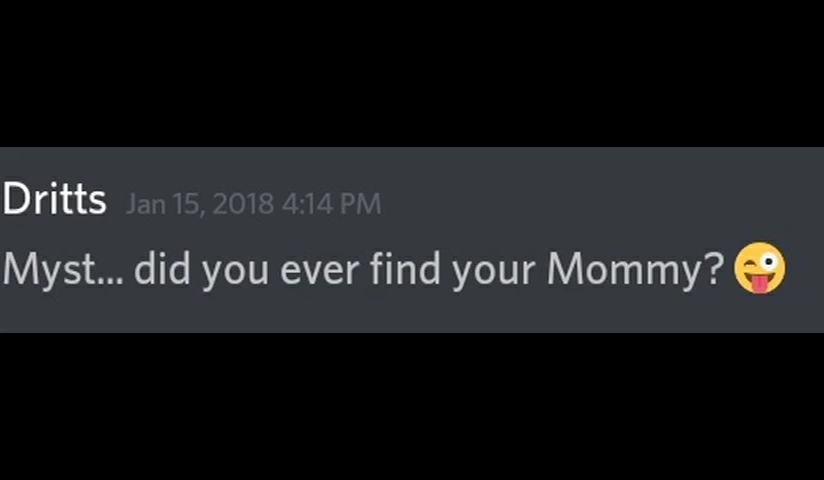 Dritts Jan 15, 2018 4:14 PM
Myst... did you ever find your Mommy? 😜